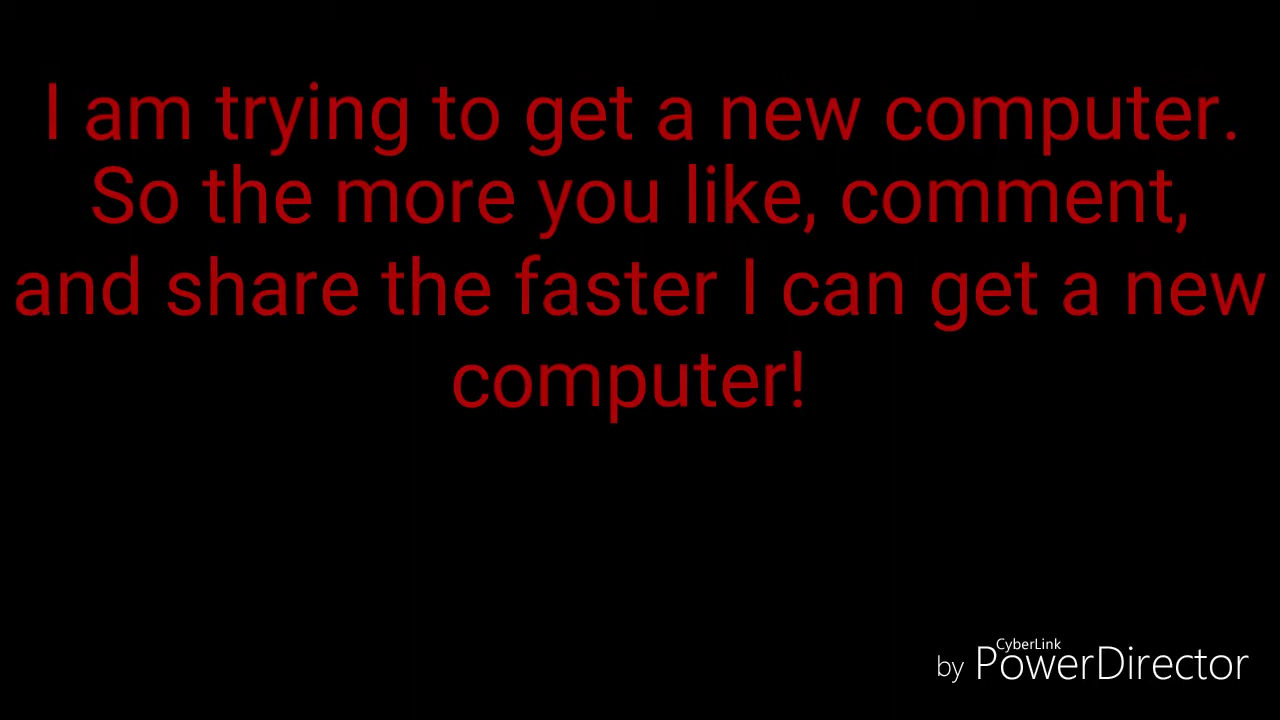 I am trying to get a new computer.
So the more you like, comment,
and share the faster I can get a new
computer!
CyberLink
by PowerDirector